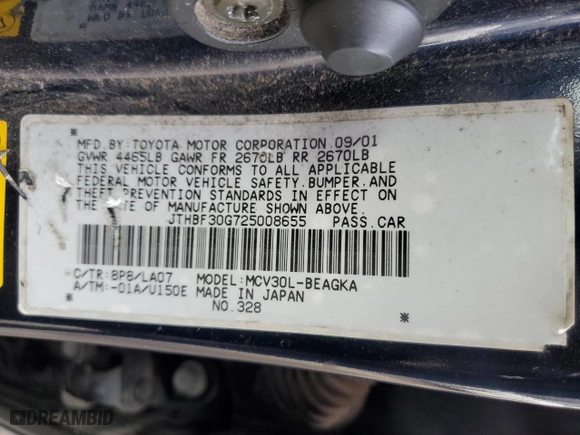 MFD.BY:TOYOTA MOTOR CORPORATION 09/01
GVWR 4465LB GAWR FR 2670LB RR 2670LB
THIS VEHICLE CONFORMS TO ALL APPLICABLE
FEDERAL MOTOR VEHICLE SAFETY,BUMPER,AND
THEFT PREVENTION STANDARDS IN EFFECT ON
THE DATE OF MANUFACTURE SHOWN ABOVE.
*JTHBF30G725008655* PASS.CAR
C/TR:8P8/LA07 MODEL:MCV30L-BEAGKA
A/TM:-01A/U150E MADE IN JAPAN
NO.328
DREAMBID